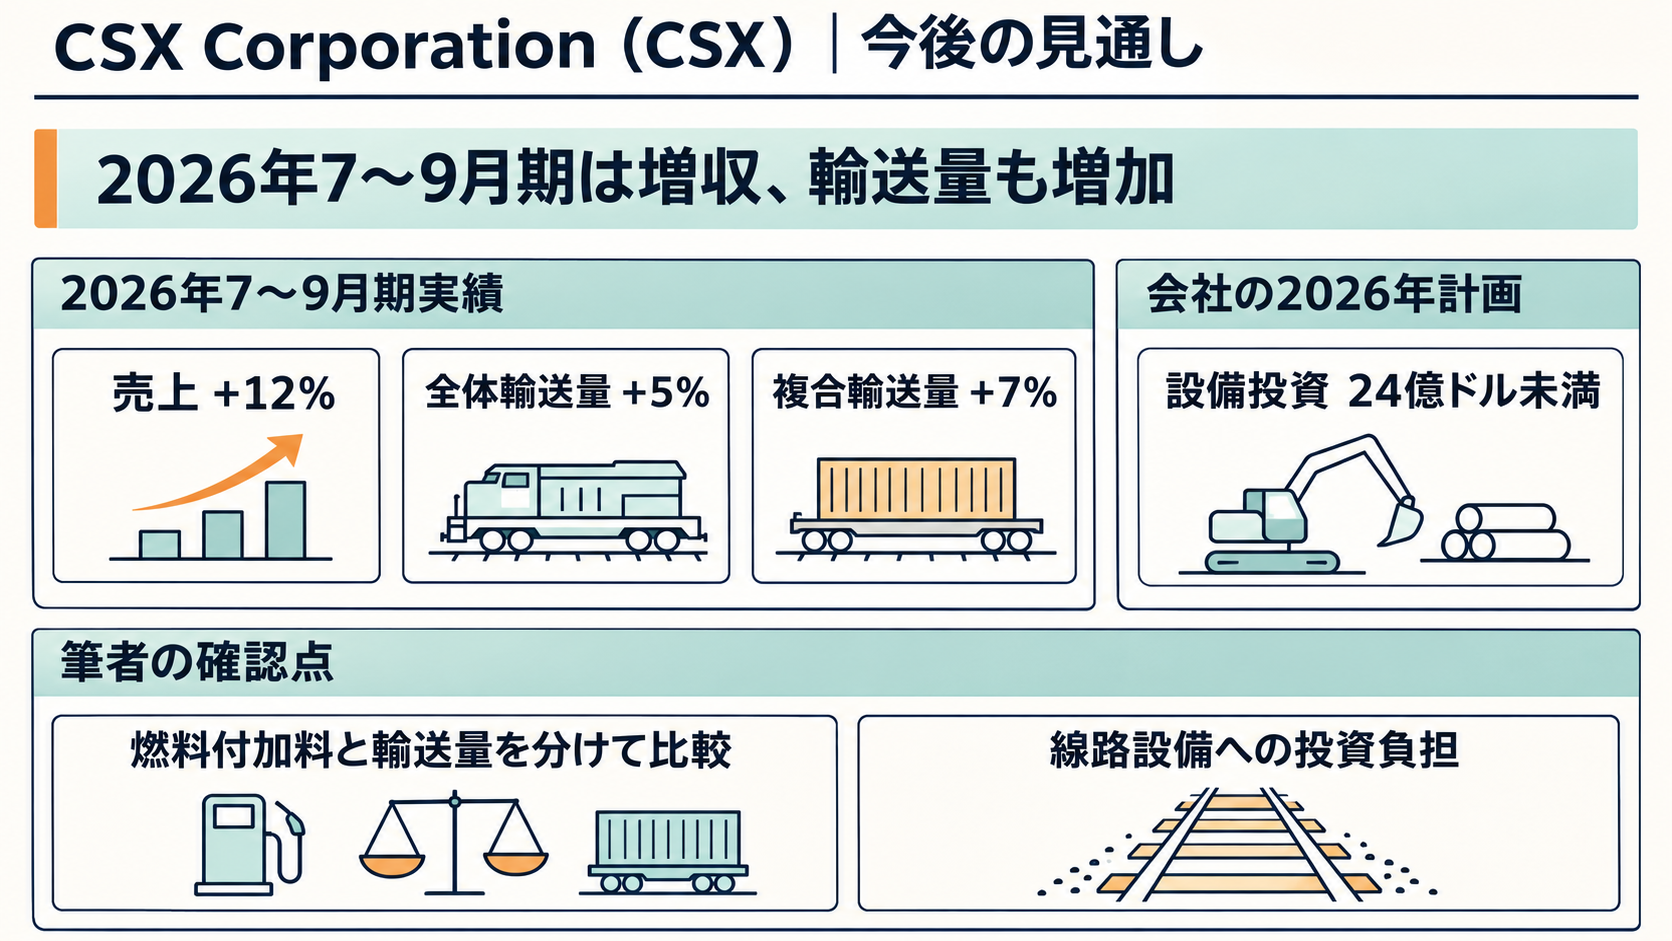 CSX Corporation（CSX）｜今後の見通し
2026年7〜9月期は増収、輸送量も増加
2026年7〜9月期実績
売上 +12%
全体輸送量 +5%
複合輸送量 +7%
会社の2026年計画
設備投資 24億ドル未満
筆者の確認点
燃料付加料と輸送量を分けて比較
線路設備への投資負担